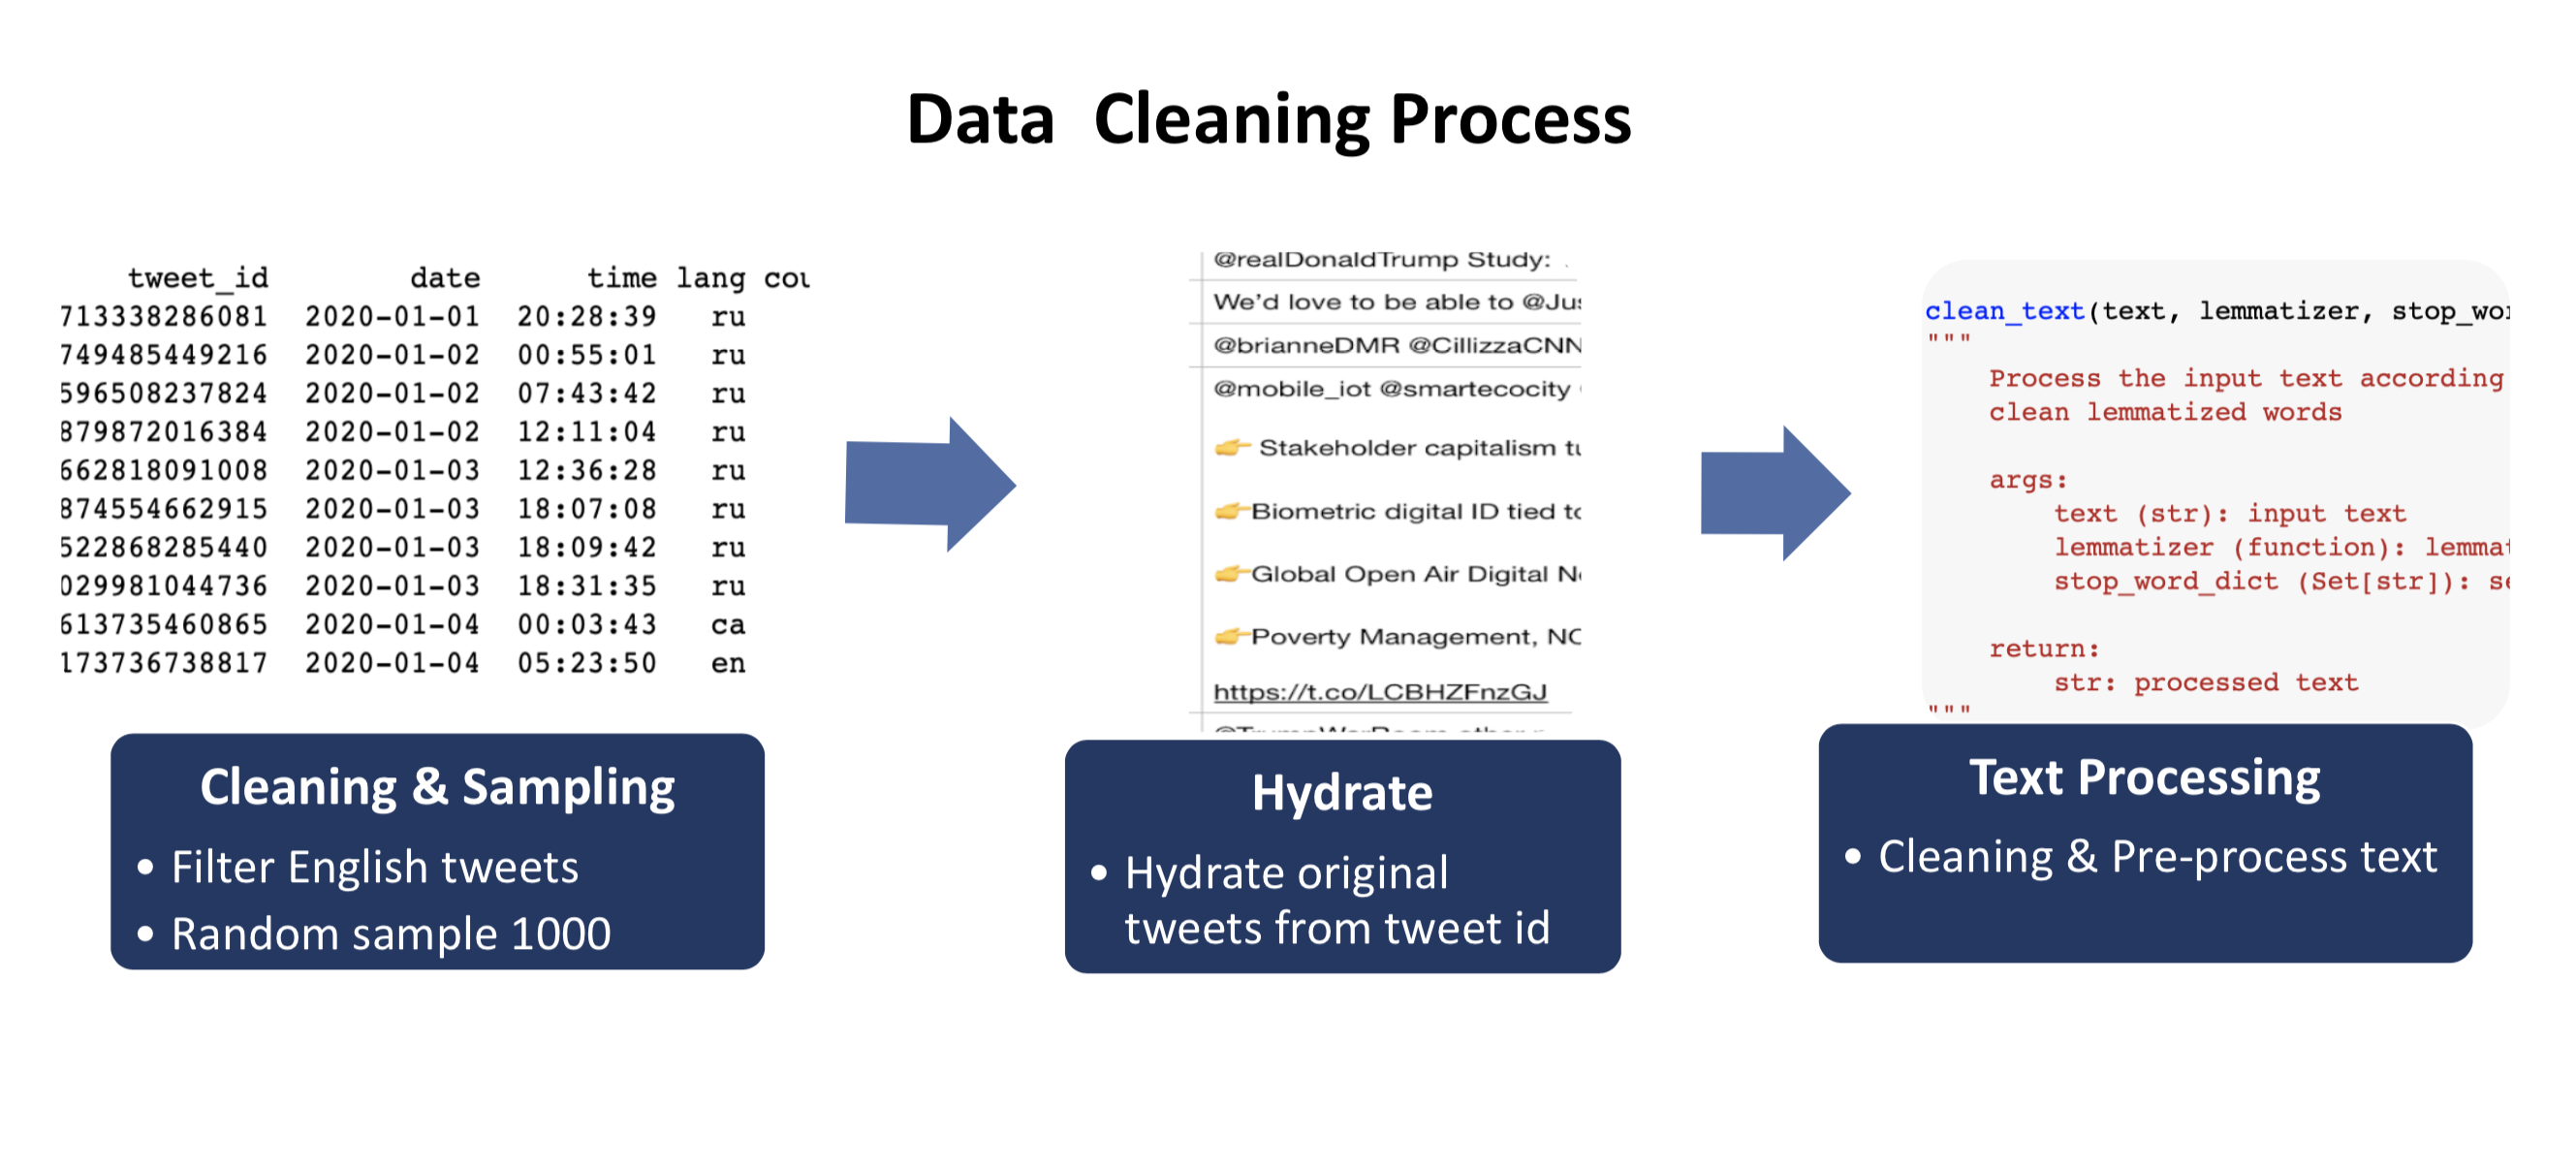 Data  Cleaning Process
tweet_id date time lang
713338286081 2020-01-01 20:28:39 ru
749485449216 2020-01-02 00:55:01 ru
596508237824 2020-01-02 07:43:42 ru
879872016384 2020-01-02 12:11:04 ru
662818091008 2020-01-03 12:36:28 ru
874554662915 2020-01-03 18:07:08 ru
522868285440 2020-01-03 18:09:42 ru
029981044736 2020-01-03 18:31:35 ru
613735460865 2020-01-04 00:03:43 ca
173736738817 2020-01-04 05:23:50 en
Cleaning & Sampling
• Filter English tweets
• Random sample 1000
@realDonaldTrump Study:
We'd love to be able to
@brianneDMR @CillizzaCNN
@mobile_iot @smartecocity
👉 Stakeholder capitalism
👉Biometric digital ID tied
👉Global Open Air Digital
👉Poverty Management,
https://t.co/LCBHZFnzGJ
Hydrate
• Hydrate original
tweets from tweet id
clean_text(text, lemmatizer,
"""
Process the input text according
clean lemmatized words
args:
text (str): input text
lemmatizer (function):
stop_word_dict (Set[str]):
return:
str: processed text
"""
Text Processing
• Cleaning & Pre-process text